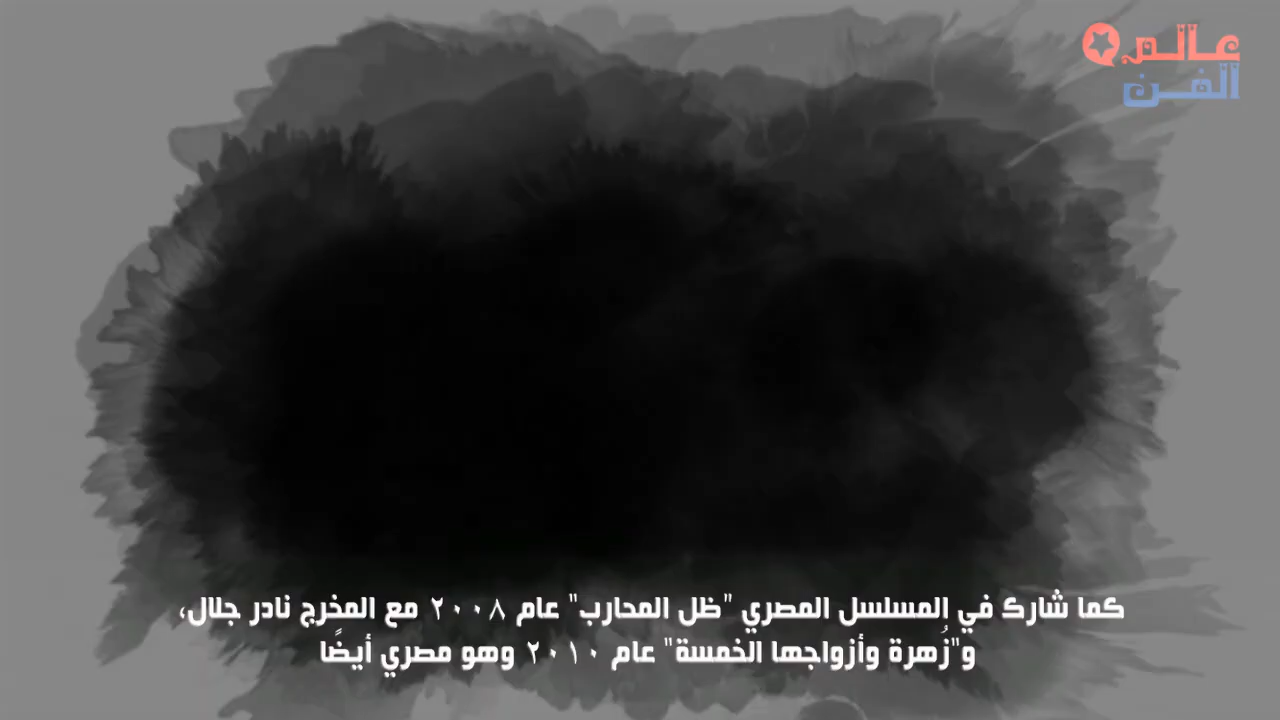 عالم
الفن
كما شارك في المسلسل المصري "ظل المحارب" عام ٢٠٠٨ مع المخرج نادر جلال،
و"زُهرة وأزواجها الخمسة" عام ٢٠١٠ وهو مصري أيضًا